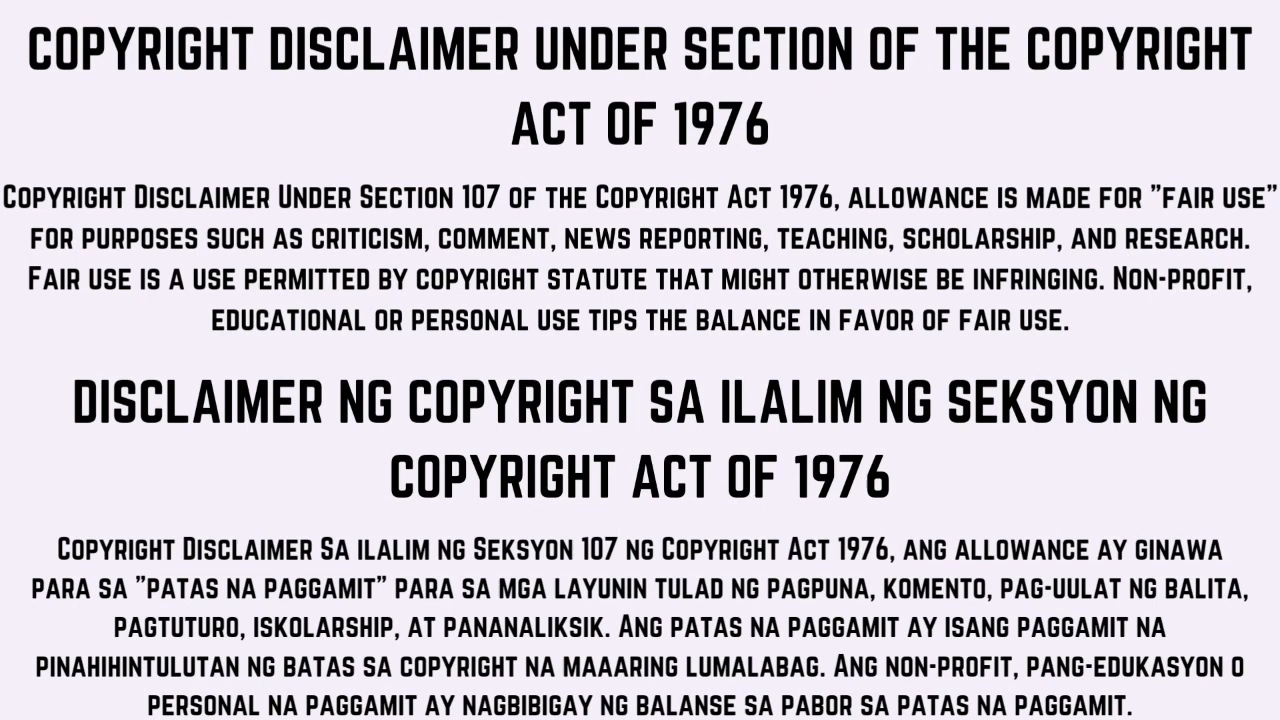 COPYRIGHT DISCLAIMER UNDER SECTION OF THE COPYRIGHT
ACT OF 1976
COPYRIGHT DISCLAIMER UNDER SECTION 107 OF THE COPYRIGHT ACT 1976, ALLOWANCE IS MADE FOR "FAIR USE"
FOR PURPOSES SUCH AS CRITICISM, COMMENT, NEWS REPORTING, TEACHING, SCHOLARSHIP, AND RESEARCH.
FAIR USE IS A USE PERMITTED BY COPYRIGHT STATUTE THAT MIGHT OTHERWISE BE INFRINGING. NON-PROFIT,
EDUCATIONAL OR PERSONAL USE TIPS THE BALANCE IN FAVOR OF FAIR USE.
DISCLAIMER NG COPYRIGHT SA ILALIM NG SEKSYON NG
COPYRIGHT ACT OF 1976
COPYRIGHT DISCLAIMER SA ILALIM NG SEKSYON 107 NG COPYRIGHT ACT 1976, ANG ALLOWANCE AY GINAWA
PARA SA "PATAS NA PAGGAMIT" PARA SA MGA LAYUNIN TULAD NG PAGPUNA, KOMENTO, PAG-UULAT NG BALITA,
PAGTUTURO, ISKOLARSHIP, AT PANANALIKSIK. ANG PATAS NA PAGGAMIT AY ISANG PAGGAMIT NA
PINAHIHINTULUTAN NG BATAS SA COPYRIGHT NA MAAARING LUMALABAG. ANG NON-PROFIT, PANG-EDUKASYON O
PERSONAL NA PAGGAMIT AY NAGBIBIGAY NG BALANSE SA PABOR SA PATAS NA PAGGAMIT.